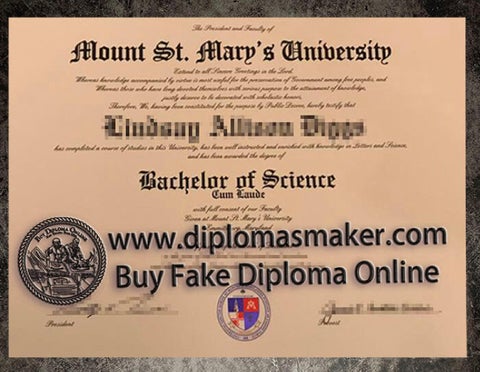 The President and Faculty of
Mount St. Mary's University
Extend to all Sincere Greetings in the Lord.
Whereas knowledge accompanied by virtue is most useful for the preservation of Government among free peoples, and
Whereas those who have long devoted themselves with serious purpose to the attainment of knowledge,
justly deserve to be decorated with scholastic honors,
Therefore, We, having been constituted for the purpose by Public Decree, hereby testify that
has completed a course of studies in this University, has been well instructed and enriched with knowledge in Letters and Science,
and has been awarded the degree of
Bachelor of Science
Cum Laude
with full consent of our Faculty
Given at Mount St. Mary's University
Maryland
Buy Diploma Online
www.diplomasmaker.com
Buy Fake Diploma Online
President
Provost